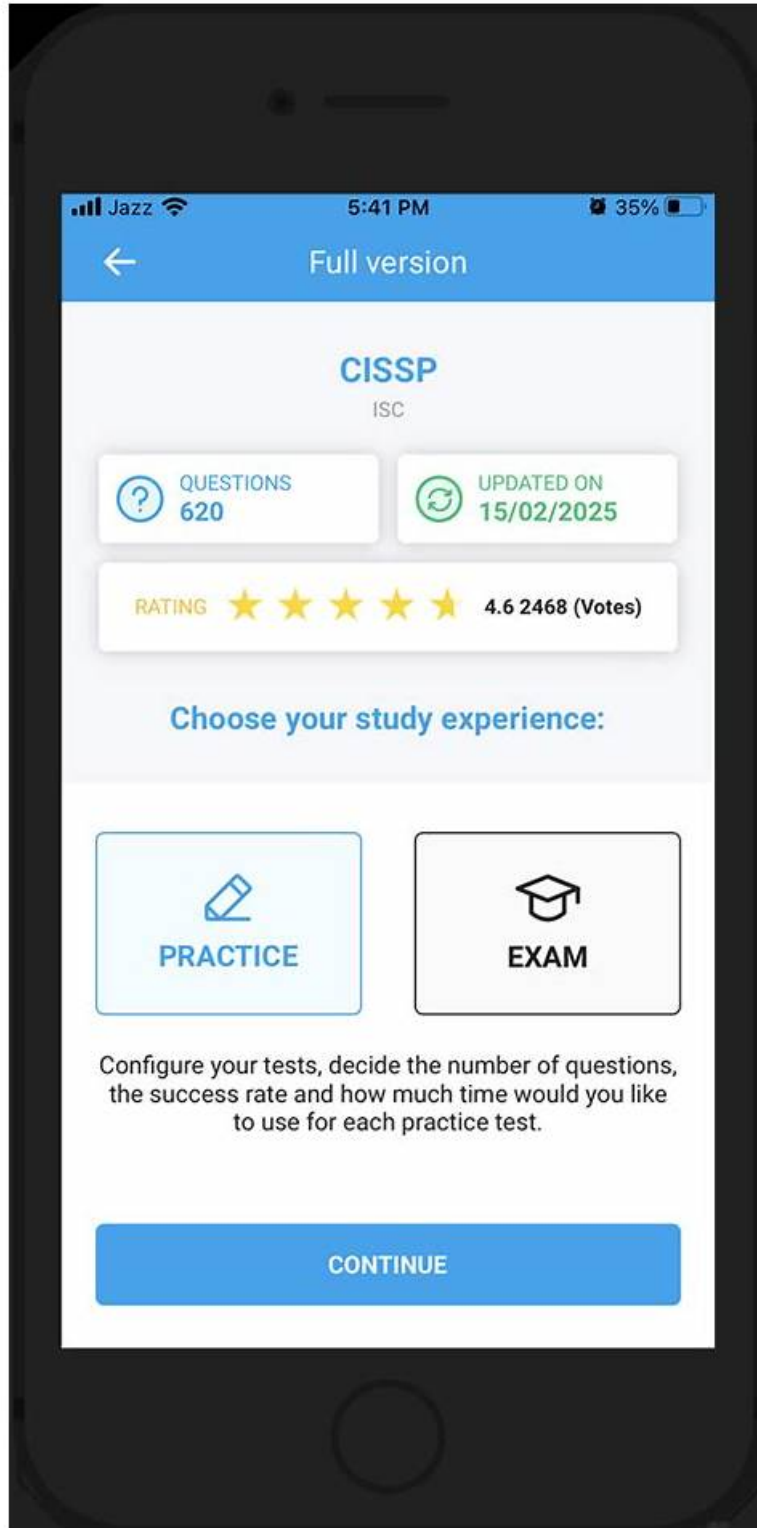 Jazz 5:41 PM 35%
Full version
CISSP
ISC
QUESTIONS
620
UPDATED ON
15/02/2025
RATING 4.6 2468 (Votes)
Choose your study experience:
PRACTICE
EXAM
Configure your tests, decide the number of questions,
the success rate and how much time would you like
to use for each practice test.
CONTINUE